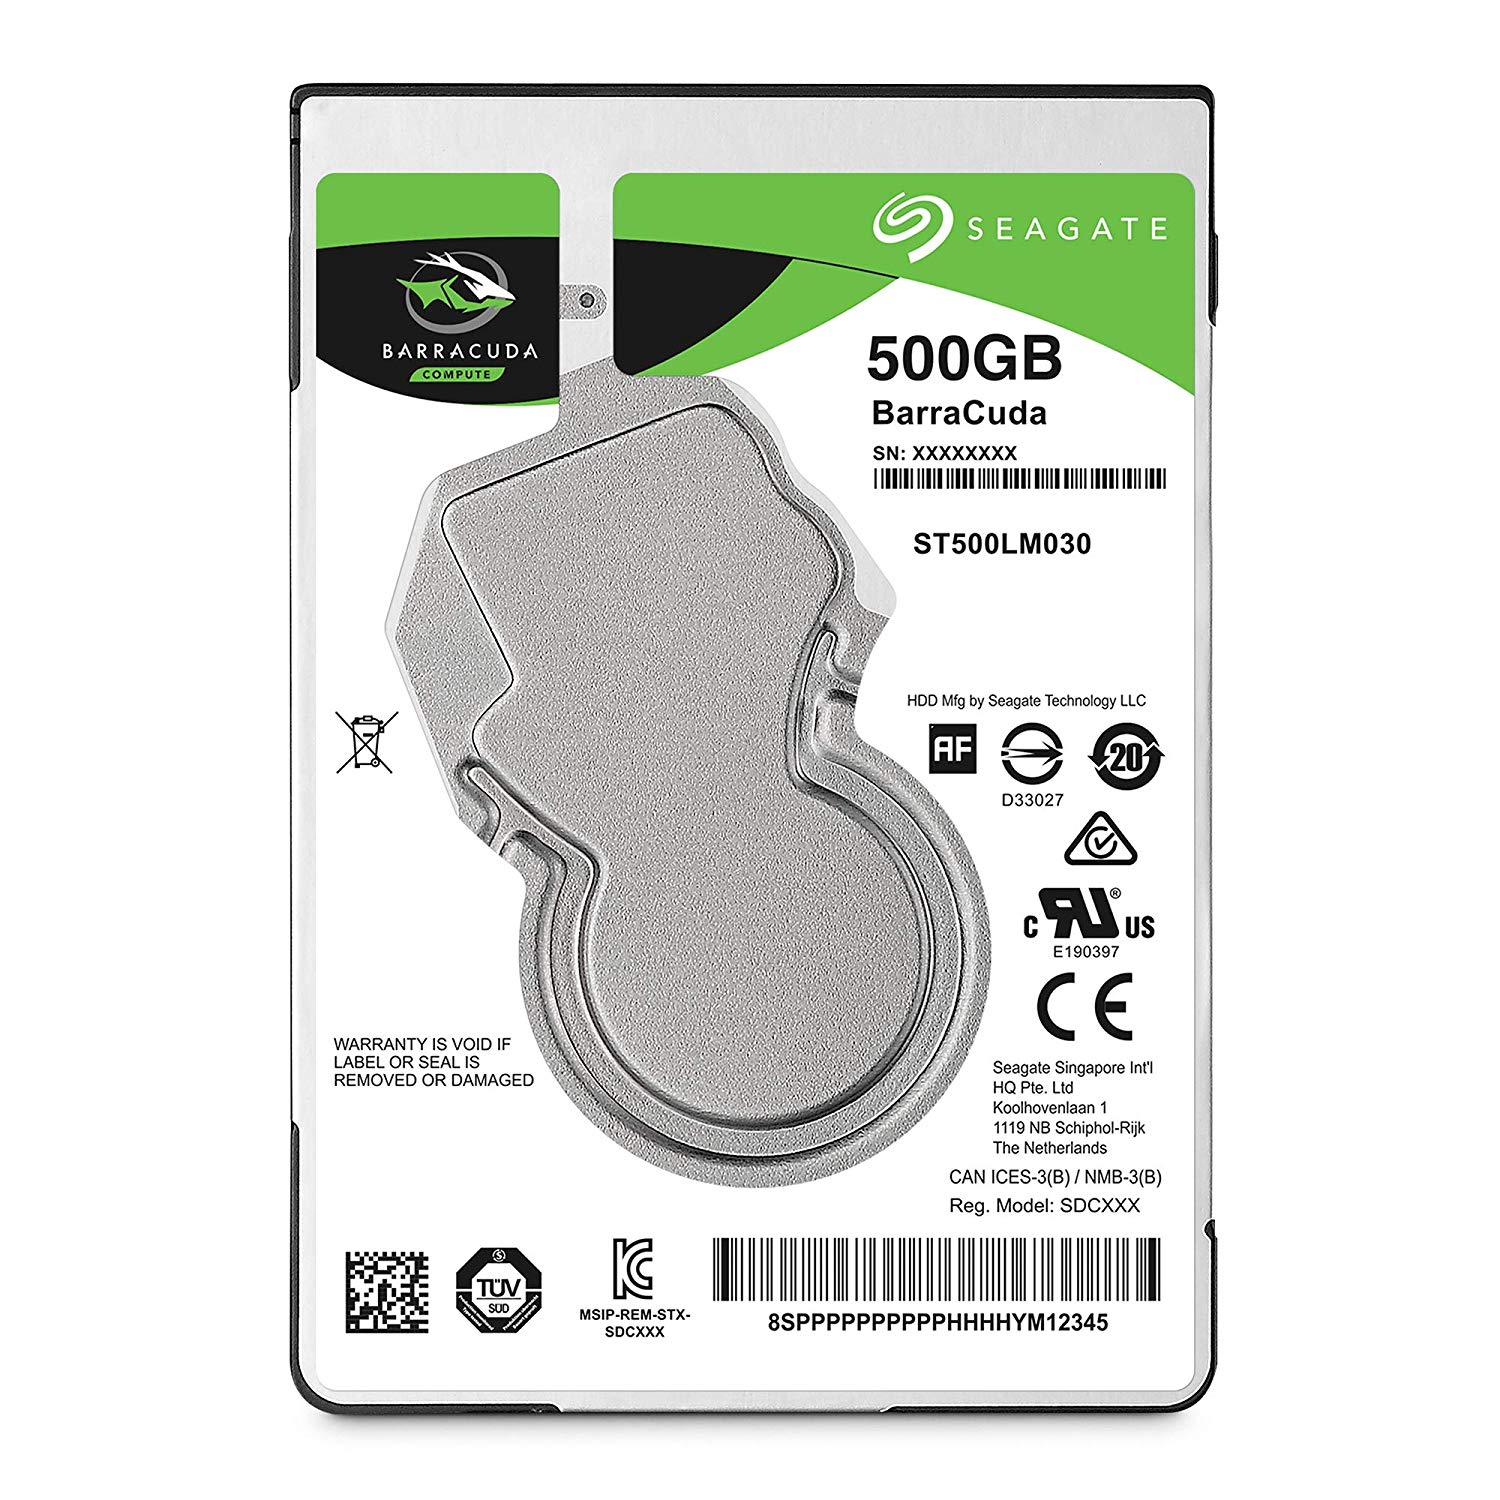 SEAGATE
BARRACUDA
COMPUTE
500GB
BarraCuda
SN: XXXXXXXX
ST500LM030
HDD Mfg by Seagate Technology LLC
AF
20
D33027
c RU ® US
E190397
CE
WARRANTY IS VOID IF
LABEL OR SEAL IS
REMOVED OR DAMAGED
Seagate Singapore Int'l
HQ Pte. Ltd
Koolhovenlaan 1
1119 NB Schiphol-Rijk
The Netherlands
CAN ICES-3(B) / NMB-3(B)
Reg. Model: SDCXXX
TÜV
SÜD
KC
MSIP-REM-STX-
SDCXXX
8SPPPPPPPPPPHHHHYM12345